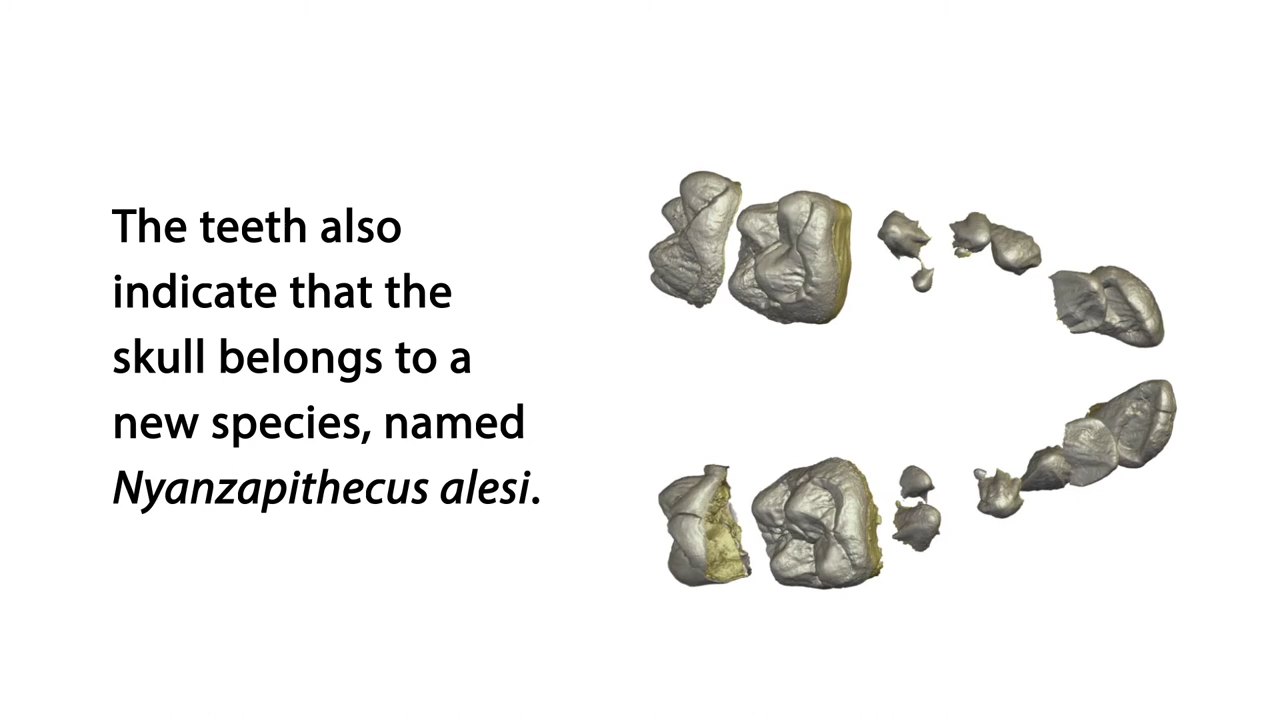 The teeth also
indicate that the
skull belongs to a
new species, named
Nyanzapithecus alesi.